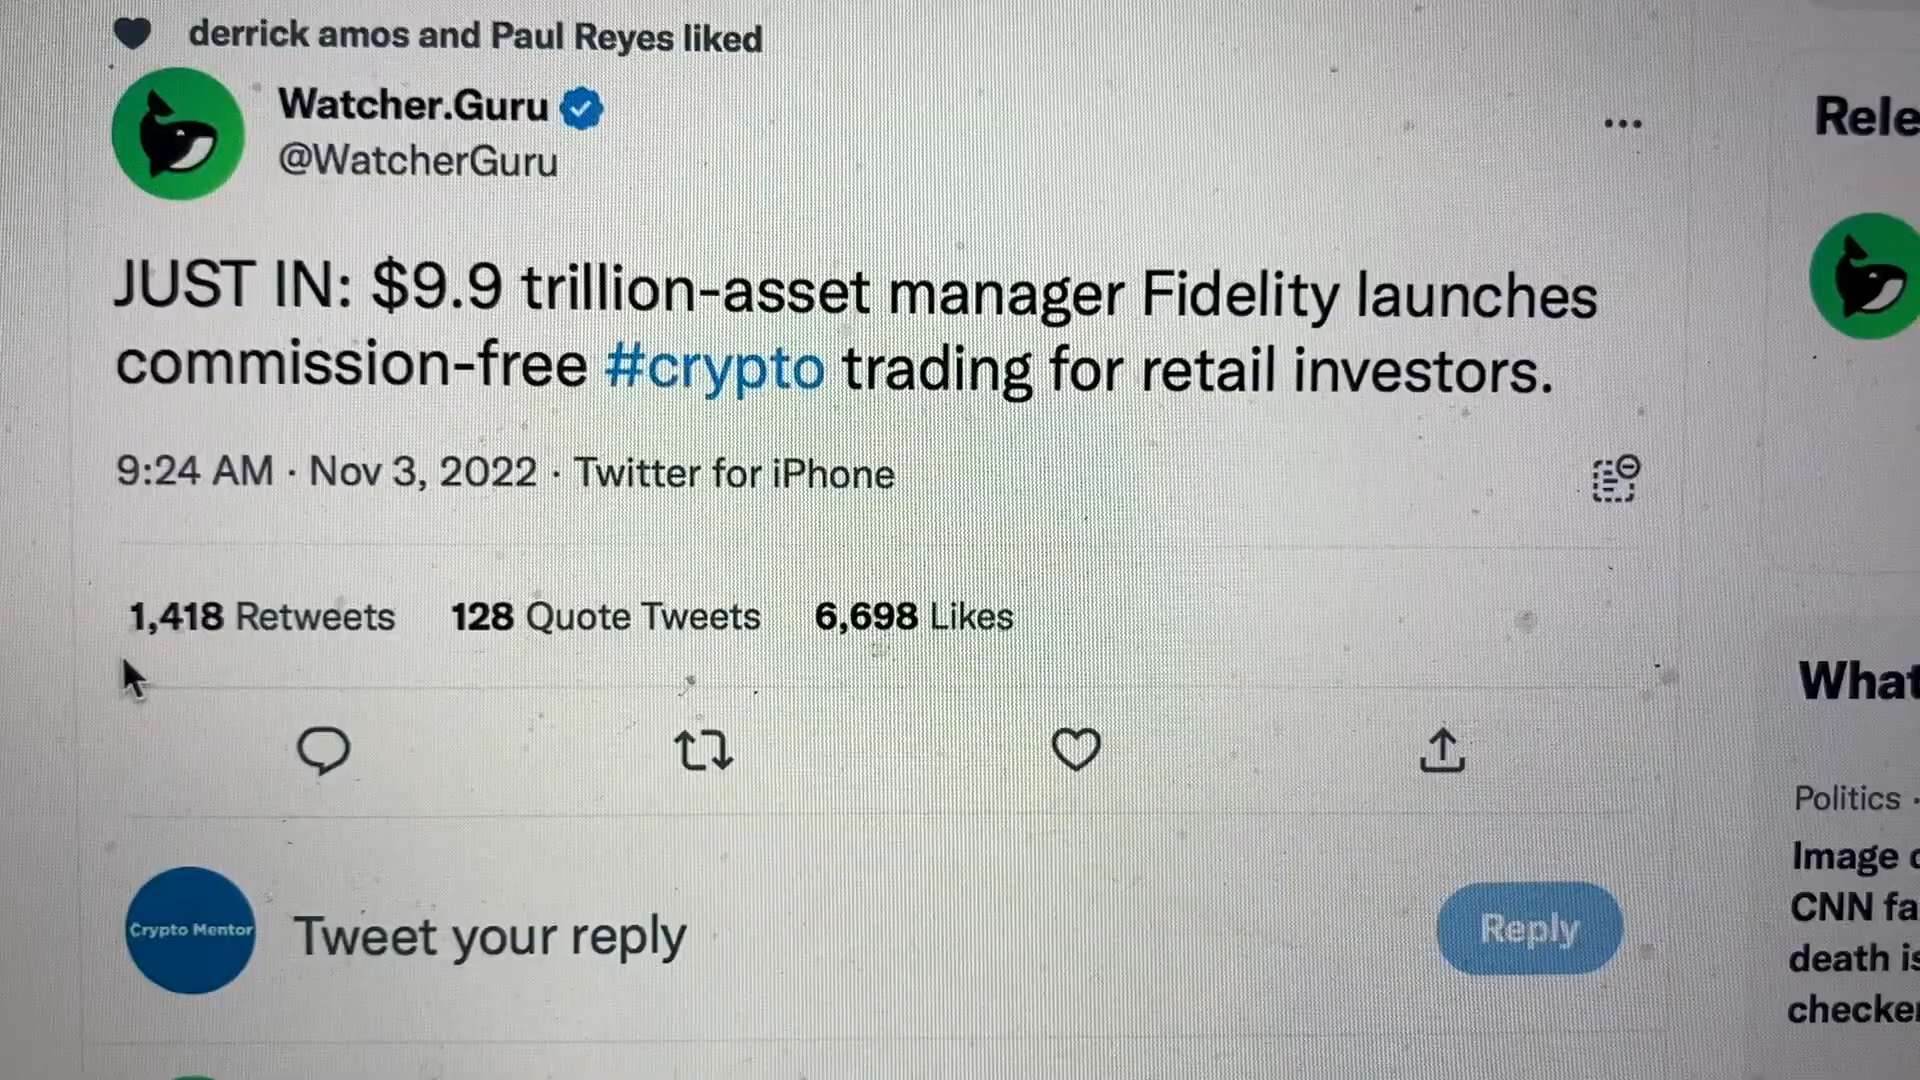 derrick amos and Paul Reyes liked
Watcher.Guru
@WatcherGuru
JUST IN: $9.9 trillion-asset manager Fidelity launches
commission-free #crypto trading for retail investors.
9:24 AM · Nov 3, 2022 · Twitter for iPhone
1,418 Retweets 128 Quote Tweets 6,698 Likes
Crypto Mentor
Tweet your reply
Reply
Rele
What
Politics ·
Image
CNN fa
death is
checker